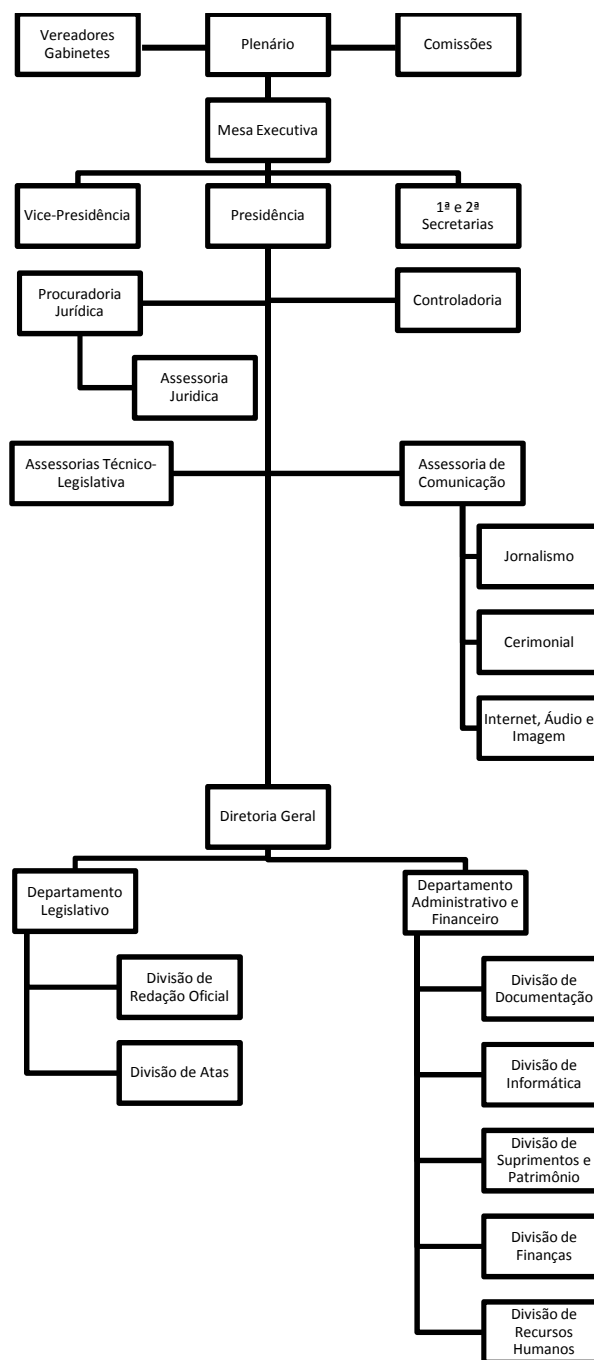 Vereadores
Gabinetes
Plenário
Comissões
Mesa Executiva
Vice-Presidência
Presidência
1ª e 2ª
Secretarias
Procuradoria
Jurídica
Controladoria
Assessoria
Juridica
Assessorias Técnico-
Legislativa
Assessoria de
Comunicação
Jornalismo
Cerimonial
Internet, Áudio e
Imagem
Diretoria Geral
Departamento
Legislativo
Departamento
Administrativo e
Financeiro
Divisão de
Redação Oficial
Divisão de Atas
Divisão de
Documentação
Divisão de
Informática
Divisão de
Suprimentos e
Patrimônio
Divisão de
Finanças
Divisão de
Recursos
Humanos